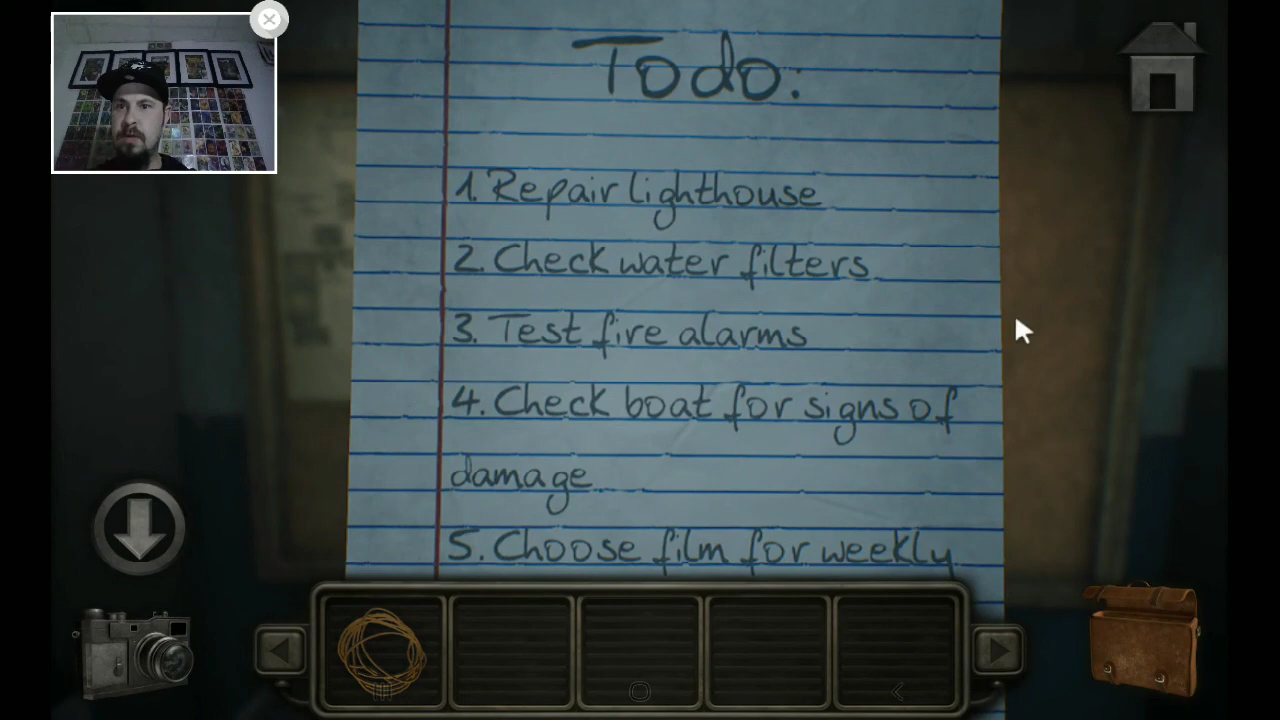 Todo:
1. Repair lighthouse
2. Check water filters
3. Test fire alarms
4. Check boat for signs of
damage
5. Choose film for weekly